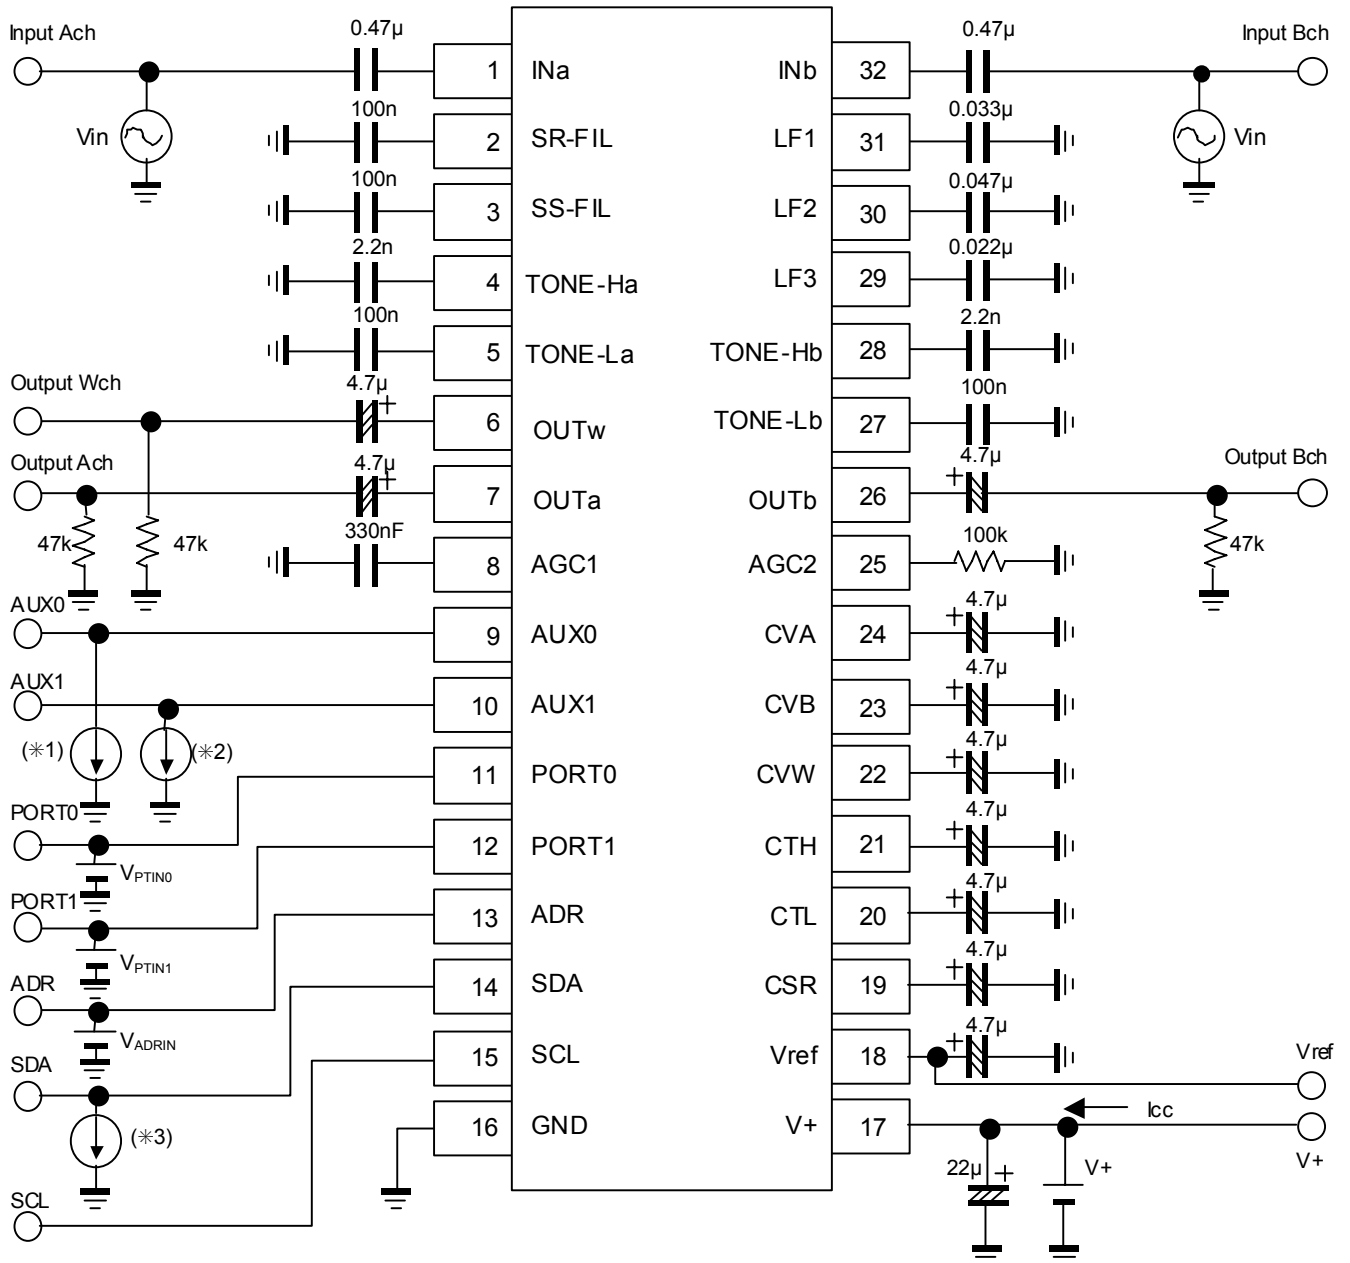 Input Ach
0.47µ
1
INa
INb
32
0.47µ
Input Bch
Vin
100n
2
SR-FIL
LF1
31
0.033µ
Vin
100n
3
SS-FIL
LF2
30
0.047µ
2.2n
4
TONE-Ha
LF3
29
0.022µ
100n
5
TONE-La
TONE-Hb
28
2.2n
Output Wch
4.7µ
+
6
OUTw
TONE-Lb
27
100n
Output Ach
4.7µ
+
7
OUTa
OUTb
26
4.7µ
+
Output Bch
47k
47k
330nF
8
AGC1
AGC2
25
100k
47k
AUX0
9
AUX0
CVA
24
4.7µ
+
AUX1
10
AUX1
CVB
23
4.7µ
+
(✳1)
(✳2)
11
PORT0
CVW
22
4.7µ
+
PORT0
VPTIN0
12
PORT1
CTH
21
4.7µ
+
PORT1
VPTIN1
13
ADR
CTL
20
4.7µ
+
ADR
VADRIN
14
SDA
CSR
19
4.7µ
+
SDA
15
SCL
Vref
18
4.7µ
+
Vref
(✳3)
16
GND
V+
17
Icc
V+
22µ
+
V+
SCL